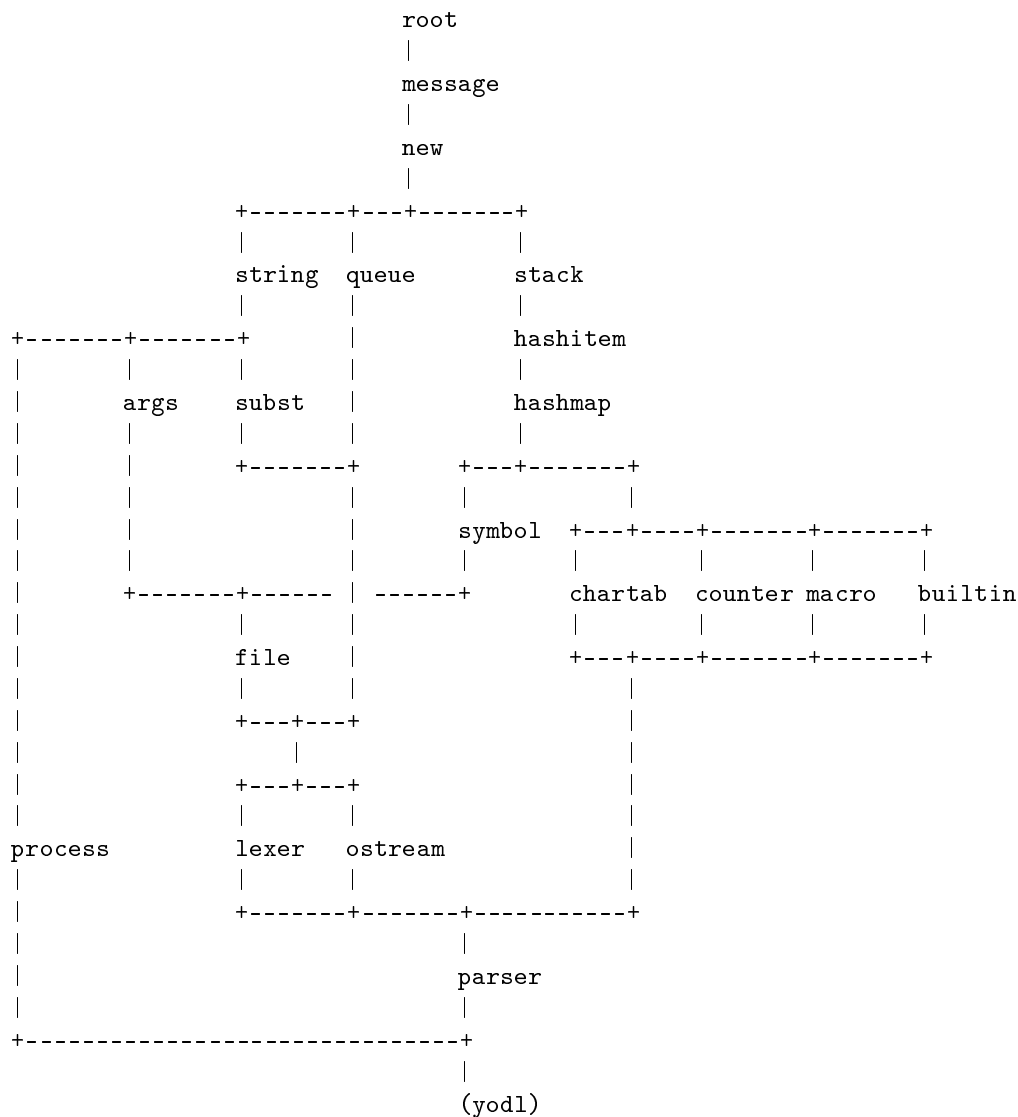 root
message
new
string queue stack
hashitem
args subst hashmap
symbol
chartab counter macro builtin
file
process lexer ostream
parser
(yodl)